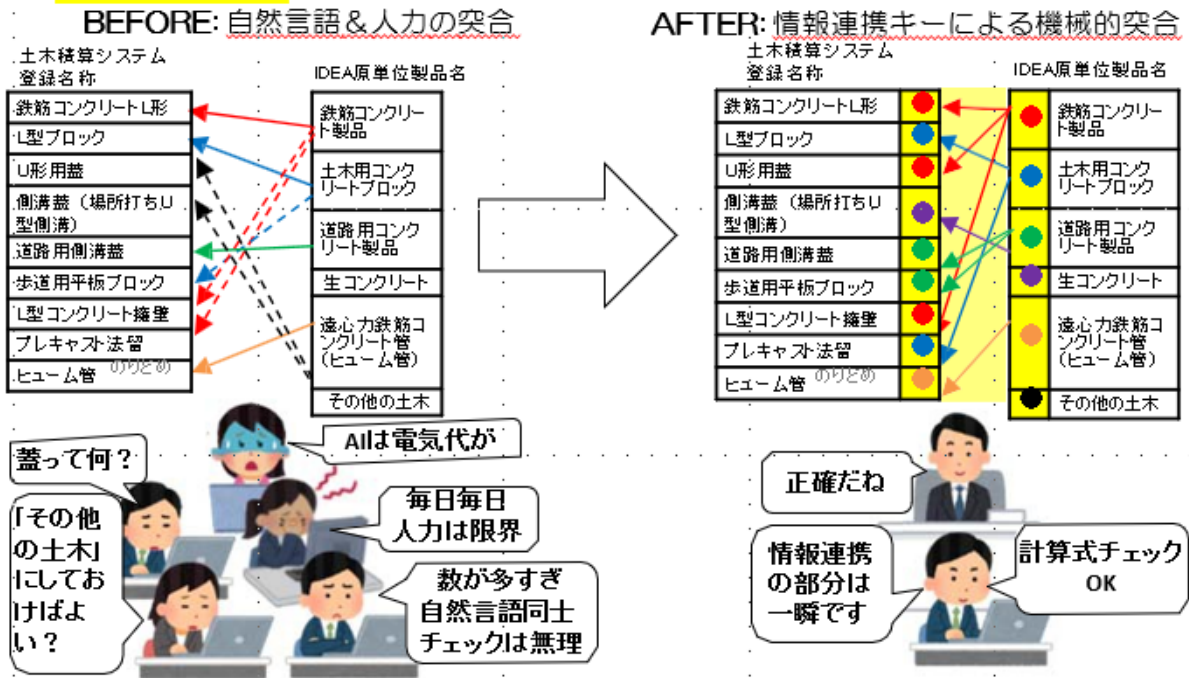 BEFORE: 自然言語&人力の突合
土木積算システム
登録名称
IDEA原単位製品名
鉄筋コンクリートL形
L型ブロック
U形用蓋
側溝蓋（場所打ちU
型側溝）
道路用側溝蓋
歩道用平板ブロック
L型コンクリート擁壁
プレキャスト法留
ヒューム管 のりどめ
鉄筋コンクリー
ト製品
土木用コンク
リートブロック
道路用コンク
リート製品
生コンクリート
遠心力鉄筋コ
ンクリート管
（ヒューム管）
その他の土木
AIは電気代が
蓋って何？
「その他
の土木」
にしてお
けばよ
い？
毎日毎日
人力は限界
数が多すぎ
自然言語同士
チェックは無理
AFTER: 情報連携キーによる機械的突合
土木積算システム
登録名称
IDEA原単位製品名
鉄筋コンクリートL形
L型ブロック
U形用蓋
側溝蓋（場所打ちU
型側溝）
道路用側溝蓋
歩道用平板ブロック
L型コンクリート擁壁
プレキャスト法留
ヒューム管 のりどめ
鉄筋コンクリー
ト製品
土木用コンク
リートブロック
道路用コンク
リート製品
生コンクリート
遠心力鉄筋コ
ンクリート管
（ヒューム管）
その他の土木
正確だね
情報連携
の部分は
一瞬です
計算式チェック
OK